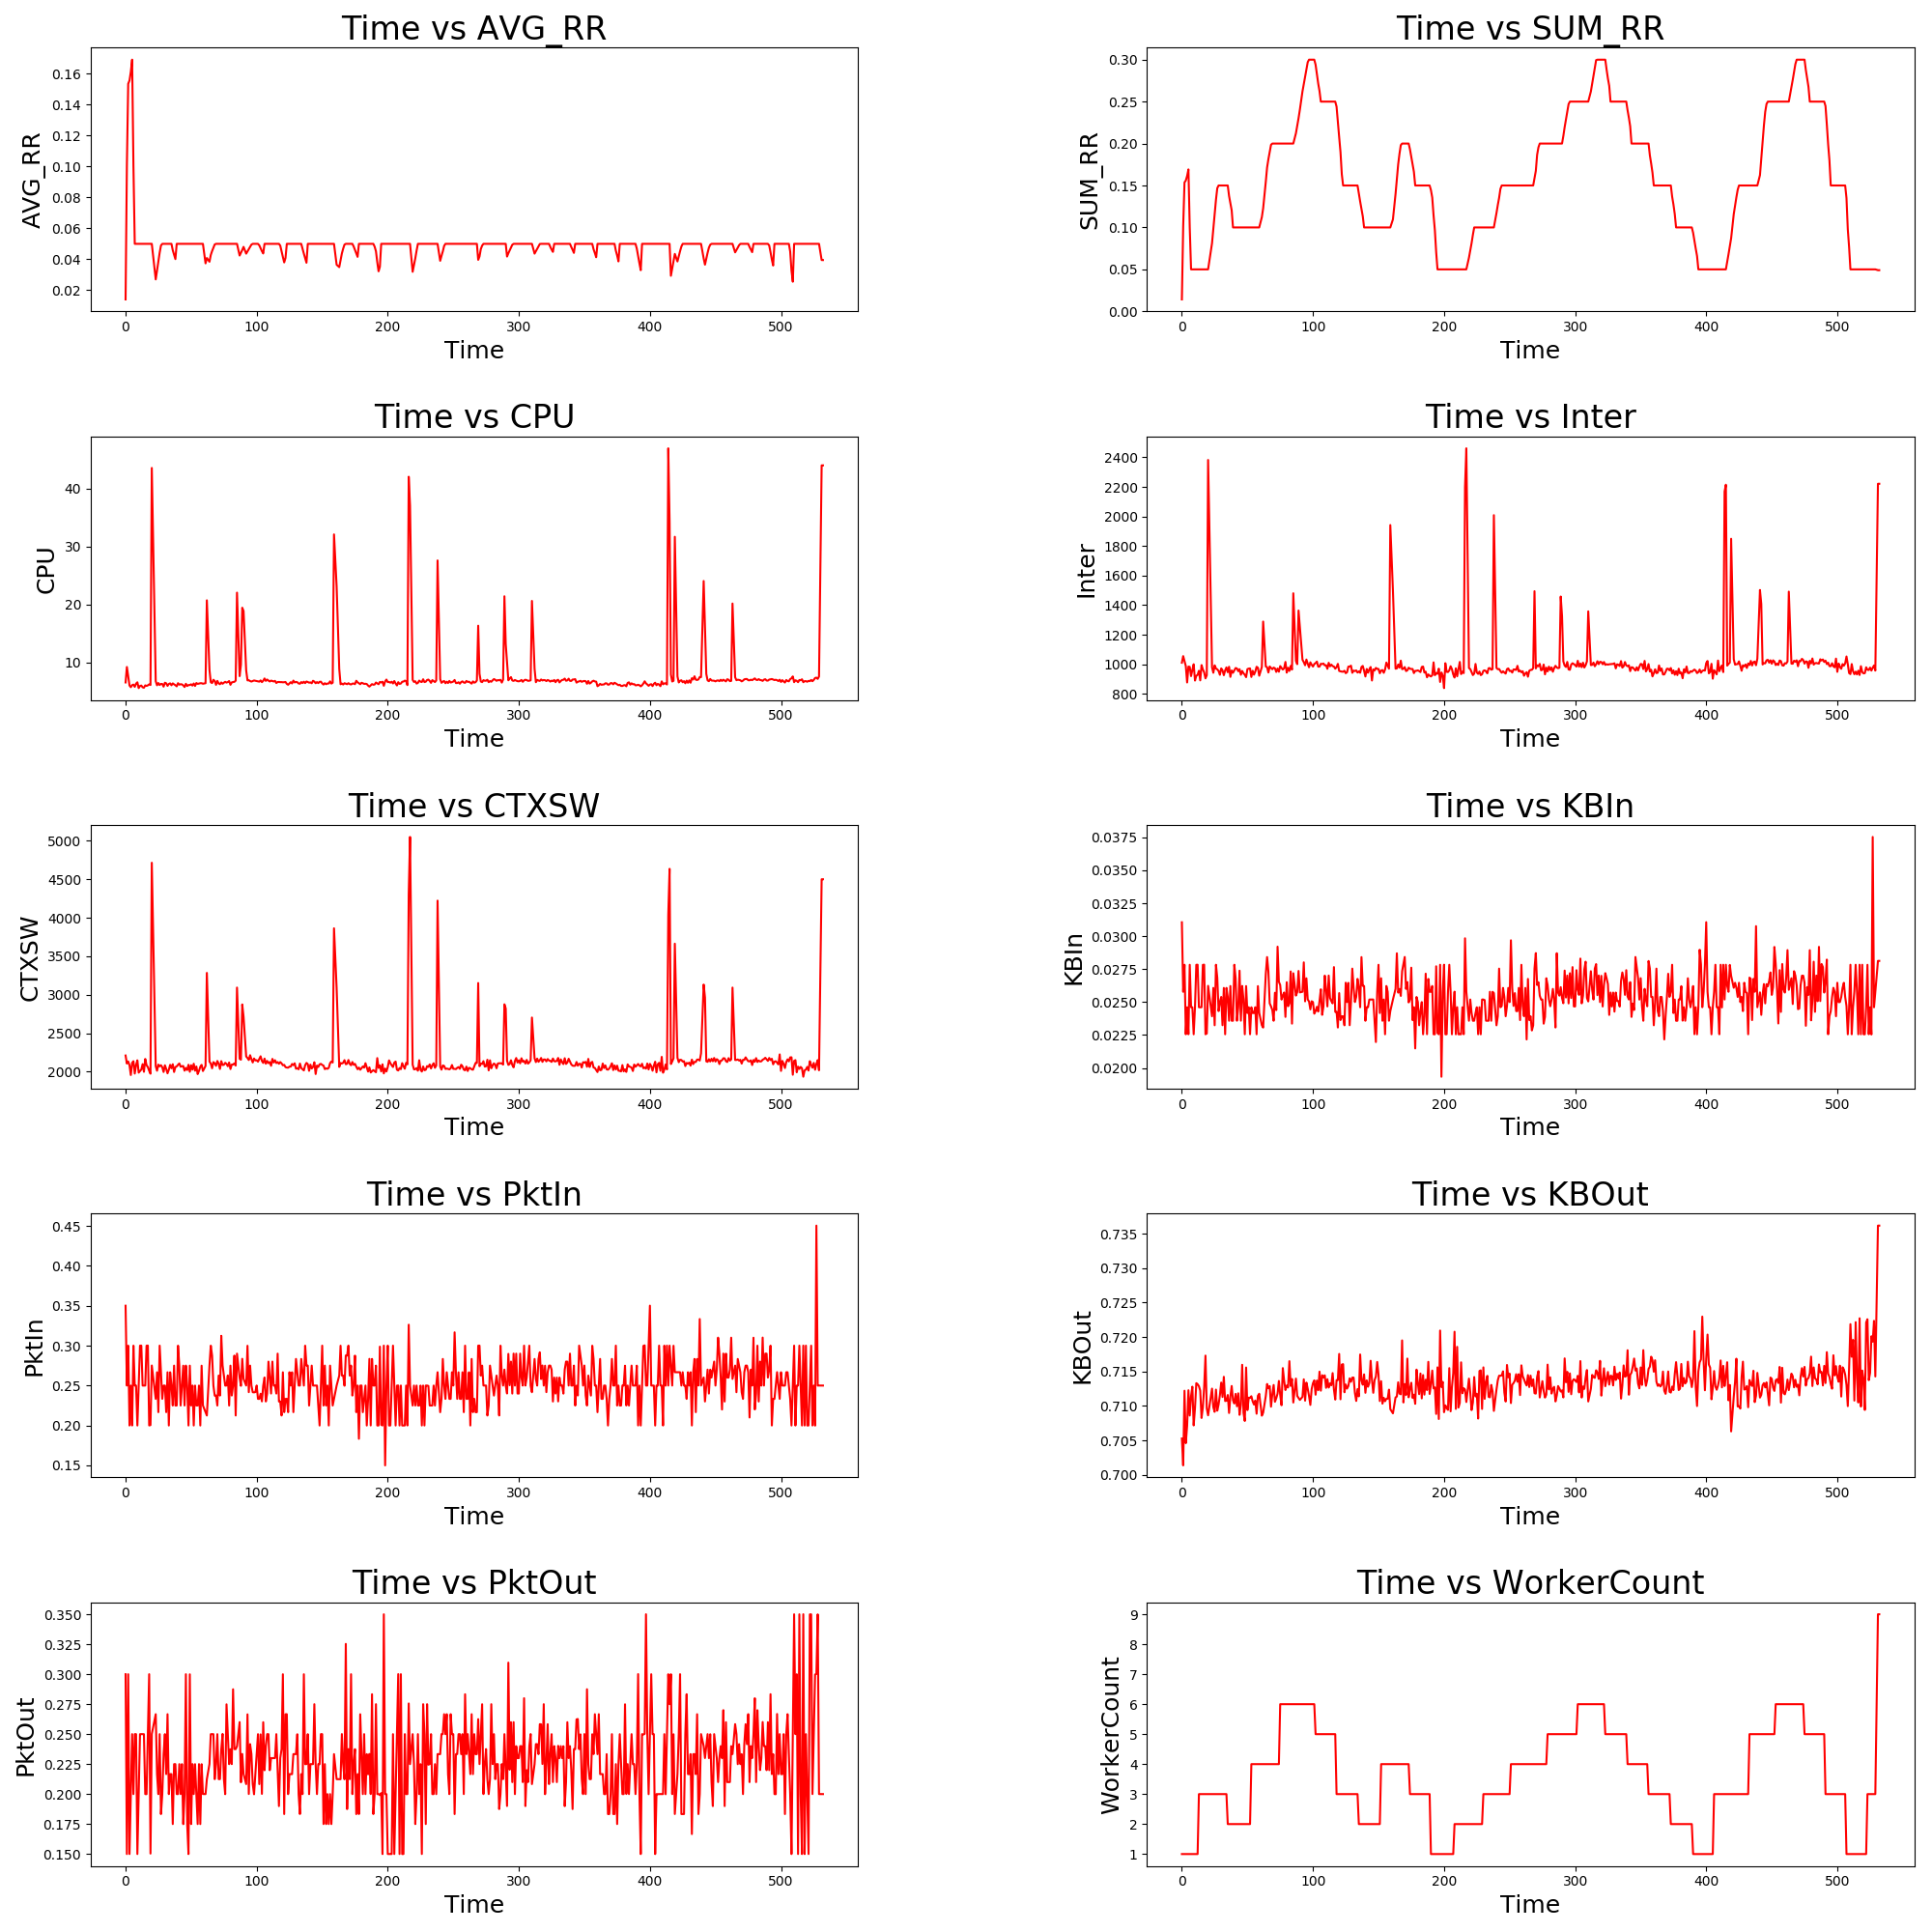 Time vs AVG_RR
AVG_RR
0.16
0.14
0.12
0.10
0.08
0.06
0.04
0.02
0 100 200 300 400 500
Time
Time vs SUM_RR
SUM_RR
0.30
0.25
0.20
0.15
0.10
0.05
0.00
0 100 200 300 400 500
Time
Time vs CPU
CPU
40
30
20
10
0 100 200 300 400 500
Time
Time vs Inter
Inter
2400
2200
2000
1800
1600
1400
1200
1000
800
0 100 200 300 400 500
Time
Time vs CTXSW
CTXSW
5000
4500
4000
3500
3000
2500
2000
0 100 200 300 400 500
Time
Time vs KBIn
KBIn
0.0375
0.0350
0.0325
0.0300
0.0275
0.0250
0.0225
0.0200
0 100 200 300 400 500
Time
Time vs PktIn
PktIn
0.45
0.40
0.35
0.30
0.25
0.20
0.15
0 100 200 300 400 500
Time
Time vs KBOut
KBOut
0.735
0.730
0.725
0.720
0.715
0.710
0.705
0.700
0 100 200 300 400 500
Time
Time vs PktOut
PktOut
0.350
0.325
0.300
0.275
0.250
0.225
0.200
0.175
0.150
0 100 200 300 400 500
Time
Time vs WorkerCount
WorkerCount
9
8
7
6
5
4
3
2
1
0 100 200 300 400 500
Time